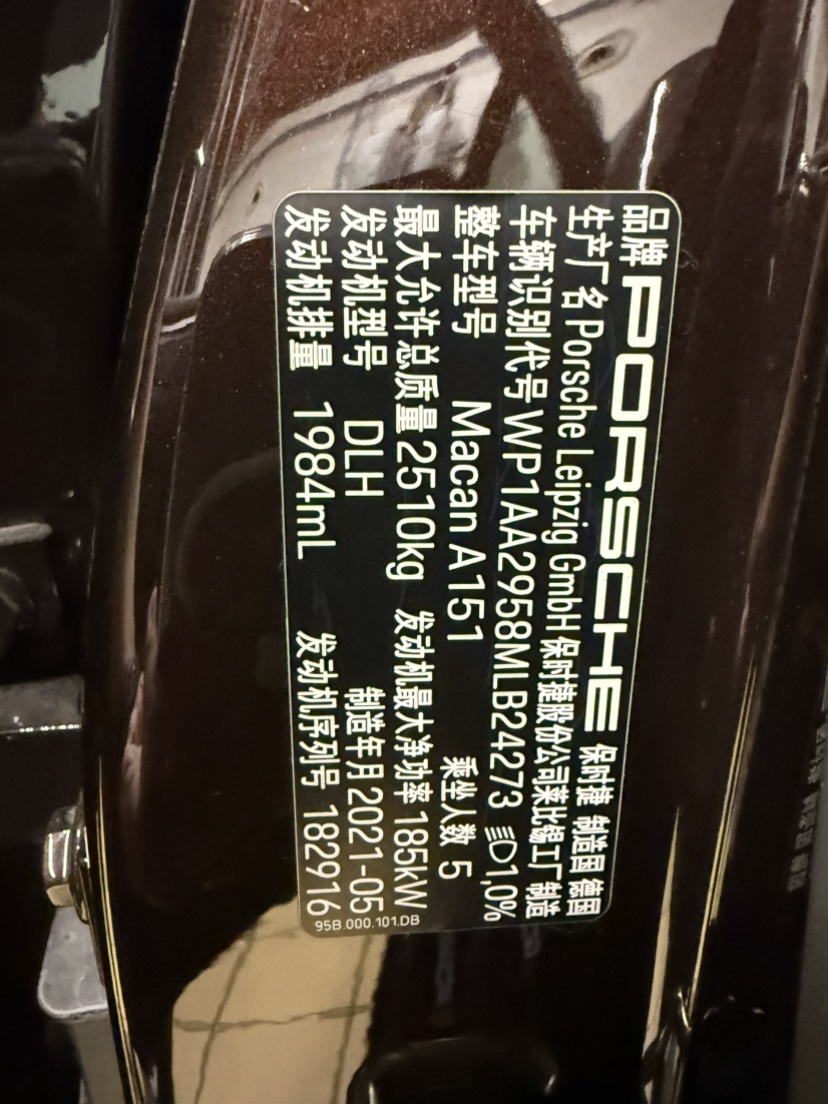 品牌 PORSCHE 保时捷 制造国 德国
生产厂名 Porsche Leipzig GmbH 保时捷股份公司莱比锡工厂制造
车辆识别代号 WP1AA2958MLB24273 1,0%
整车型号 Macan A151 乘坐人数 5
最大允许总质量 2510kg 发动机最大净功率 185kW
发动机型号 DLH 制造年月 2021-05
发动机排量 1984mL 发动机序列号 182916
95B.000.101.DB